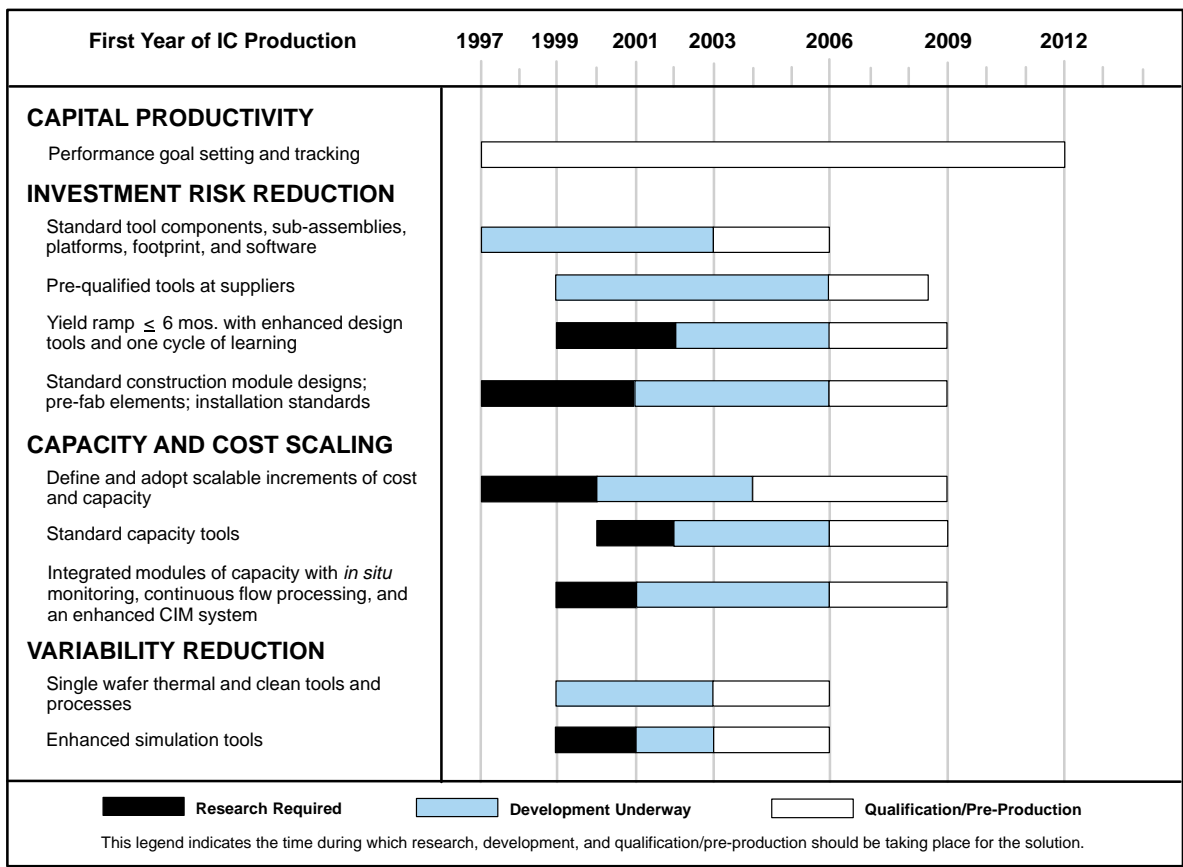 First Year of IC Production 1997 1999 2001 2003 2006 2009 2012
CAPITAL PRODUCTIVITY
Performance goal setting and tracking
INVESTMENT RISK REDUCTION
Standard tool components, sub-assemblies,
platforms, footprint, and software
Pre-qualified tools at suppliers
Yield ramp ≤ 6 mos. with enhanced design
tools and one cycle of learning
Standard construction module designs;
pre-fab elements; installation standards
CAPACITY AND COST SCALING
Define and adopt scalable increments of cost
and capacity
Standard capacity tools
Integrated modules of capacity with in situ
monitoring, continuous flow processing, and
an enhanced CIM system
VARIABILITY REDUCTION
Single wafer thermal and clean tools and
processes
Enhanced simulation tools
Research Required Development Underway Qualification/Pre-Production
This legend indicates the time during which research, development, and qualification/pre-production should be taking place for the solution.